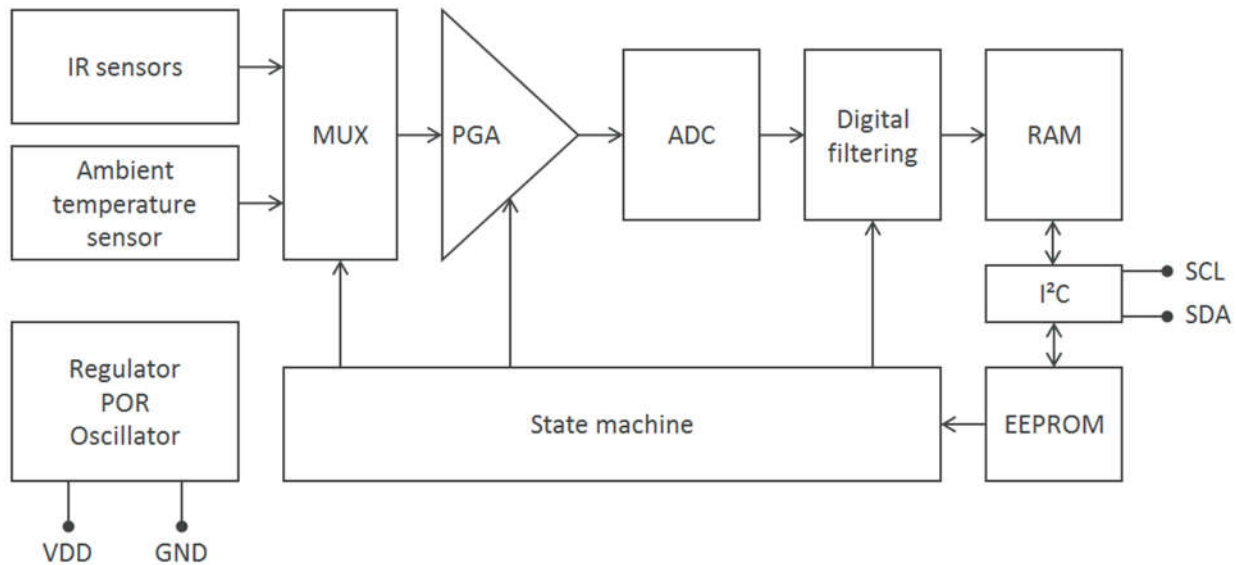 IR sensors
Ambient
temperature
sensor
MUX
PGA
ADC
Digital
filtering
RAM
I²C
SCL
SDA
Regulator
POR
Oscillator
State machine
EEPROM
VDD
GND